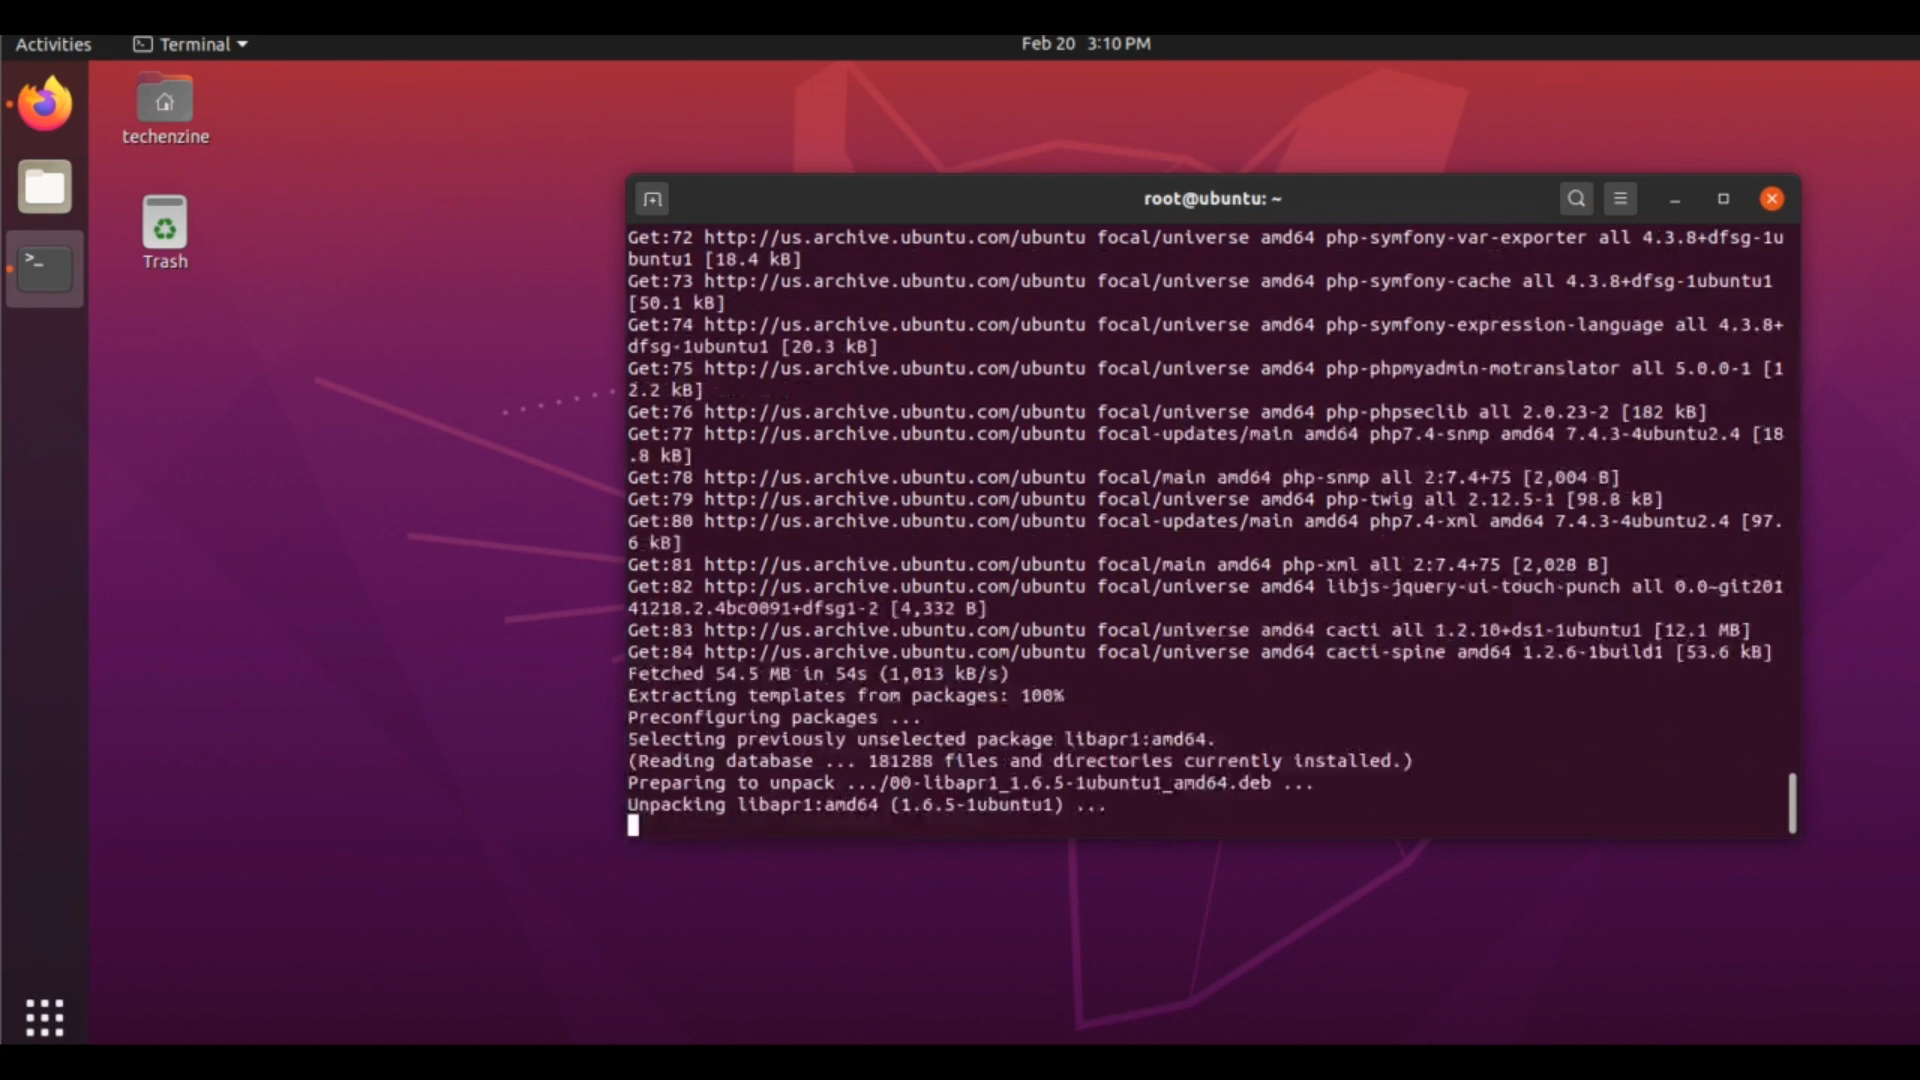 Activities
Terminal
Feb 20 3:10 PM
techenzine
Trash
root@ubuntu: ~
Get:72 http://us.archive.ubuntu.com/ubuntu focal/universe amd64 php-symfony-var-exporter all 4.3.8+dfsg-1u
buntu1 [18.4 kB]
Get:73 http://us.archive.ubuntu.com/ubuntu focal/universe amd64 php-symfony-cache all 4.3.8+dfsg-1ubuntu1
[50.1 kB]
Get:74 http://us.archive.ubuntu.com/ubuntu focal/universe amd64 php-symfony-expression-language all 4.3.8+
dfsg-1ubuntu1 [20.3 kB]
Get:75 http://us.archive.ubuntu.com/ubuntu focal/universe amd64 php-phpmyadmin-motranslator all 5.0.0-1 [1
2.2 kB]
Get:76 http://us.archive.ubuntu.com/ubuntu focal/universe amd64 php-phpseclib all 2.0.23-2 [182 kB]
Get:77 http://us.archive.ubuntu.com/ubuntu focal-updates/main amd64 php7.4-snmp amd64 7.4.3-4ubuntu2.4 [18
.8 kB]
Get:78 http://us.archive.ubuntu.com/ubuntu focal/main amd64 php-snmp all 2:7.4+75 [2,004 B]
Get:79 http://us.archive.ubuntu.com/ubuntu focal/universe amd64 php-twig all 2.12.5-1 [98.8 kB]
Get:80 http://us.archive.ubuntu.com/ubuntu focal-updates/main amd64 php7.4-xml amd64 7.4.3-4ubuntu2.4 [97.
6 kB]
Get:81 http://us.archive.ubuntu.com/ubuntu focal/main amd64 php-xml all 2:7.4+75 [2,028 B]
Get:82 http://us.archive.ubuntu.com/ubuntu focal/universe amd64 libjs-jquery-ui-touch-punch all 0.0~git201
41218.2.4bc0091+dfsg1-2 [4,332 B]
Get:83 http://us.archive.ubuntu.com/ubuntu focal/universe amd64 cacti all 1.2.10+ds1-1ubuntu1 [12.1 MB]
Get:84 http://us.archive.ubuntu.com/ubuntu focal/universe amd64 cacti-spine amd64 1.2.6-1build1 [53.6 kB]
Fetched 54.5 MB in 54s (1,013 kB/s)
Extracting templates from packages: 100%
Preconfiguring packages ...
Selecting previously unselected package libapr1:amd64.
(Reading database ... 181288 files and directories currently installed.)
Preparing to unpack .../00-libapr1_1.6.5-1ubuntu1_amd64.deb ...
Unpacking libapr1:amd64 (1.6.5-1ubuntu1) ...